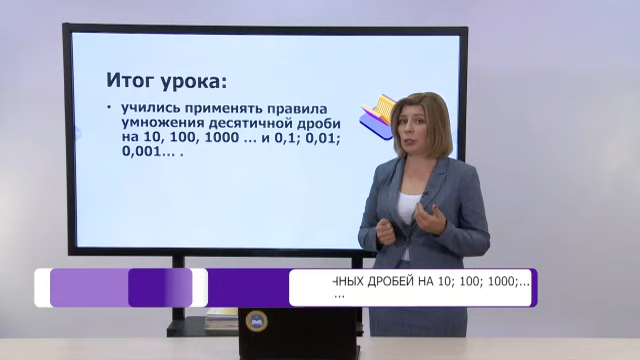 Итог урока:
• учились применять правила
умножения десятичной дроби
на 10, 100, 1000 ... и 0,1; 0,01;
0,001... .
ЧНЫХ ДРОБЕЙ НА 10; 100; 1000;...
...